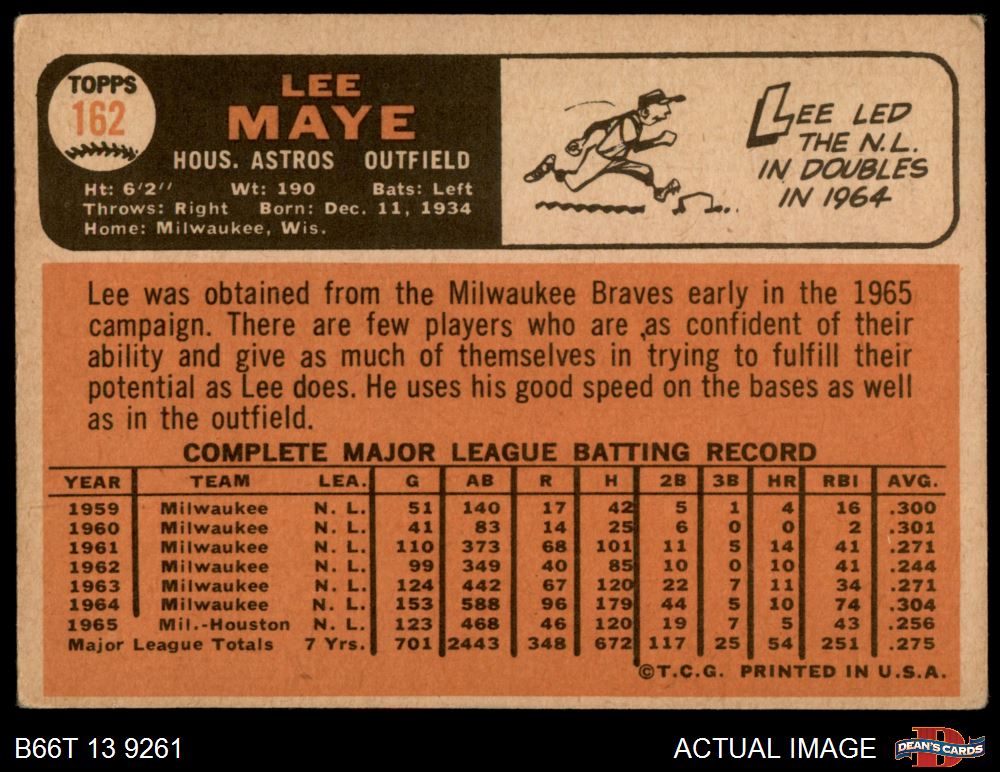 TOPPS
162
LEE
MAYE
HOUS. ASTROS OUTFIELD
Ht: 6'2" Wt: 190 Bats: Left
Throws: Right Born: Dec. 11, 1934
Home: Milwaukee, Wis.
LEE LED
THE N.L.
IN DOUBLES
IN 1964
Lee was obtained from the Milwaukee Braves early in the 1965
campaign. There are few players who are as confident of their
ability and give as much of themselves in trying to fulfill their
potential as Lee does. He uses his good speed on the bases as well
as in the outfield.
COMPLETE MAJOR LEAGUE BATTING RECORD
YEAR TEAM LEA. G AB R H 2B 3B HR RBI AVG.
1959 Milwaukee N. L. 51 140 17 42 5 1 4 16 .300
1960 Milwaukee N. L. 41 83 14 25 6 0 0 2 .301
1961 Milwaukee N. L. 110 373 68 101 11 5 14 41 .271
1962 Milwaukee N. L. 99 349 40 85 10 0 10 41 .244
1963 Milwaukee N. L. 124 442 67 120 22 7 11 34 .271
1964 Milwaukee N. L. 153 588 96 179 44 5 10 74 .304
1965 Mil.-Houston N. L. 123 468 46 120 19 7 5 43 .256
Major League Totals 7 Yrs. 701 2443 348 672 117 25 54 251 .275
©T.C.G. PRINTED IN U.S.A.
B66T 13 9261
ACTUAL IMAGE
DEAN'S CARDS